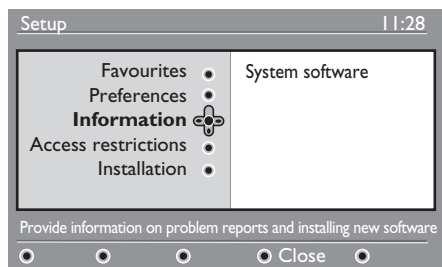 Setup 11:28
Favourites System software
Preferences
Information
Access restrictions
Installation
Provide information on problem reports and installing new software
Close